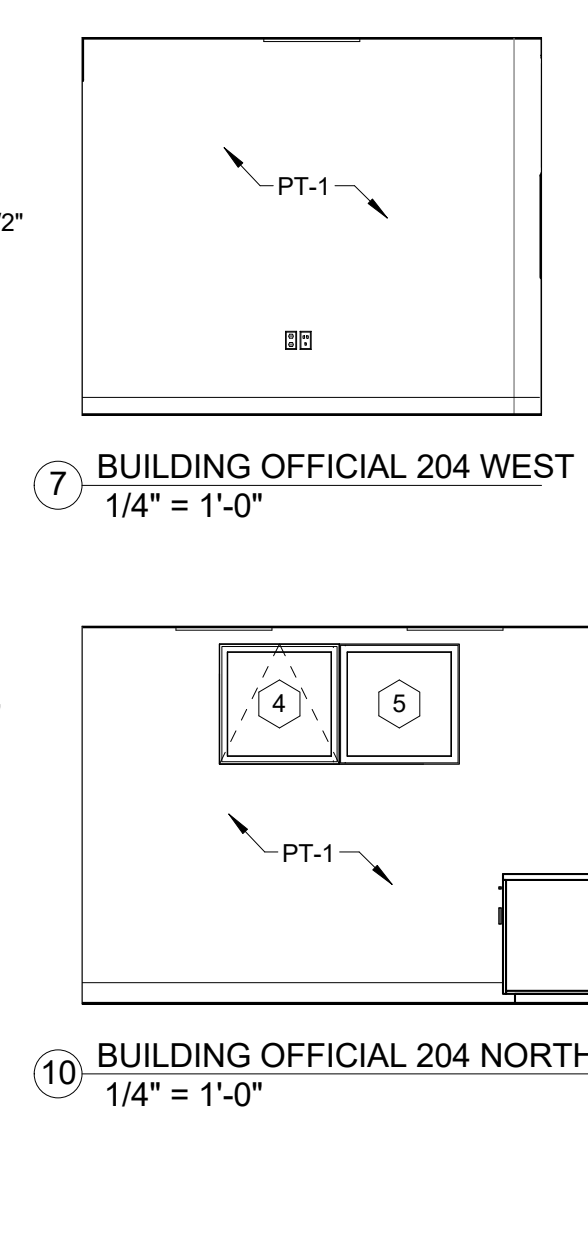 PT-1
/2"
7
BUILDING OFFICIAL 204 WEST
1/4" = 1'-0"
4
5
PT-1
10
BUILDING OFFICIAL 204 NORTH
1/4" = 1'-0"